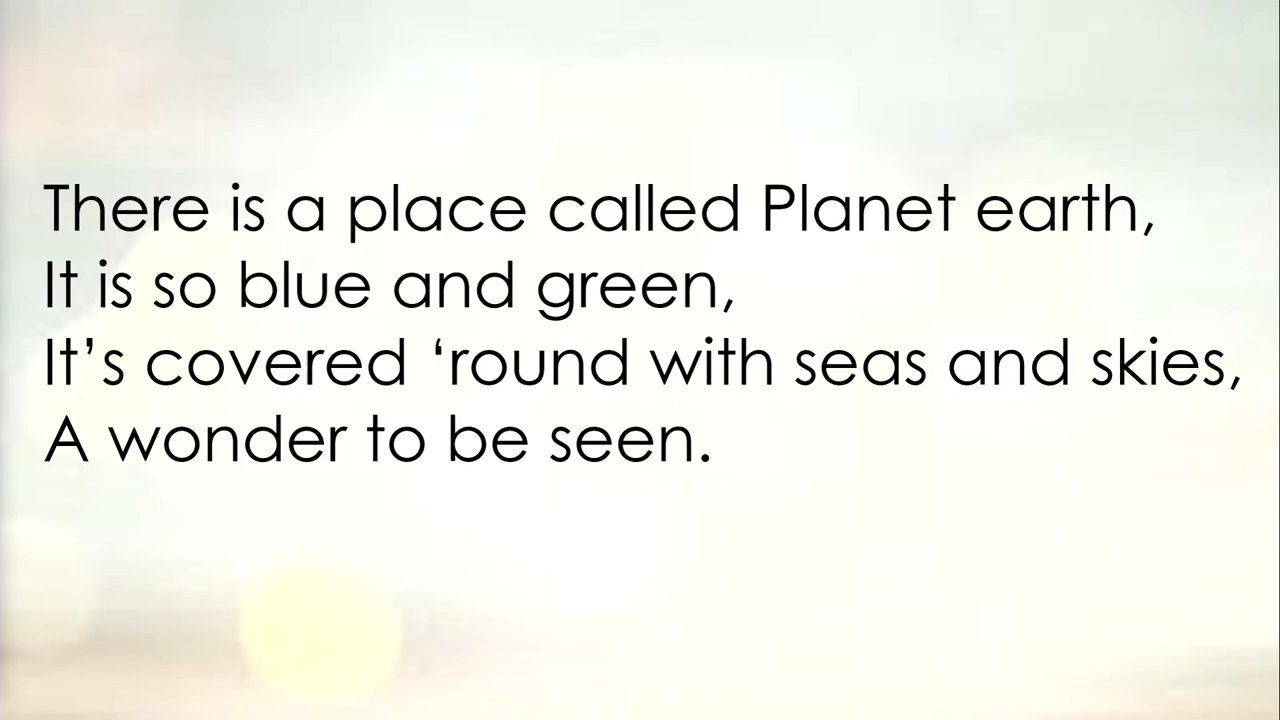 There is a place called Planet earth,
It is so blue and green,
It’s covered ‘round with seas and skies,
A wonder to be seen.